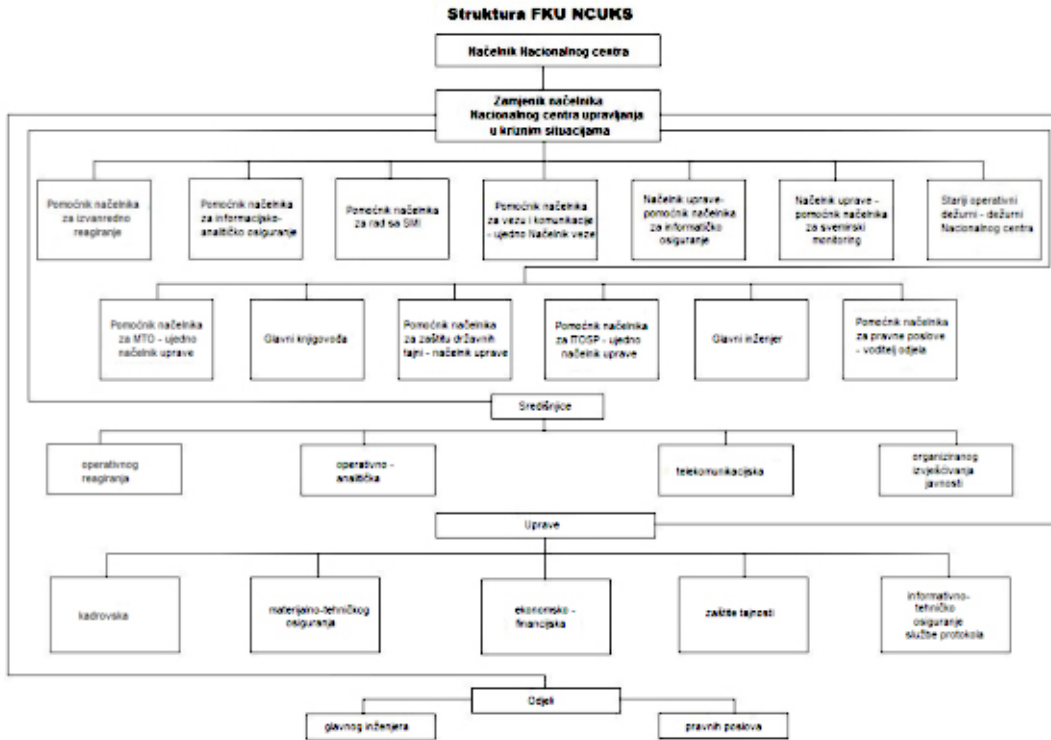 Struktura FKU NCUKS
Načelnik Nacionalnog centra
Zamjenik načelnika
Nacionalnog centra upravljanja
u kriznim situacijama
Pomoćnik načelnika
za izvanredno
reagiranje
Pomoćnik načelnika
za informacijsko-
analitičko osiguranje
Pomoćnik načelnika
za rad sa SMI
Pomoćnik načelnika
za vezu i komunikacije
- ujedno Načelnik veze
Načelnik uprave-
pomoćnik načelnika
za informatičko
osiguranje
Načelnik uprave -
pomoćnik načelnika
za svemirski
monitoring
Stariji operativni
dežurni - dežurni
Nacionalnog centra
Pomoćnik načelnika
za MTO - ujedno
načelnik uprave
Glavni knjigovođa
Pomoćnik načelnika
za zaštitu državnih
tajni - načelnik uprave
Pomoćnik načelnika
za ITOSP - ujedno
načelnik uprave
Glavni inženjer
Pomoćnik načelnika
za pravne poslove
- voditelj odjela
Središnjice
operativnog
reagiranja
operativno -
analitička
telekomunikacijska
organiziranog
izvješćivanja
javnosti
Uprave
kadrovska
materijalno-tehničkog
osiguranja
ekonomsko -
financijska
zaštite tajnosti
informativno-
tehničko
osiguranje
službe protokola
Odjeli
glavnog inženjera
pravnih poslova